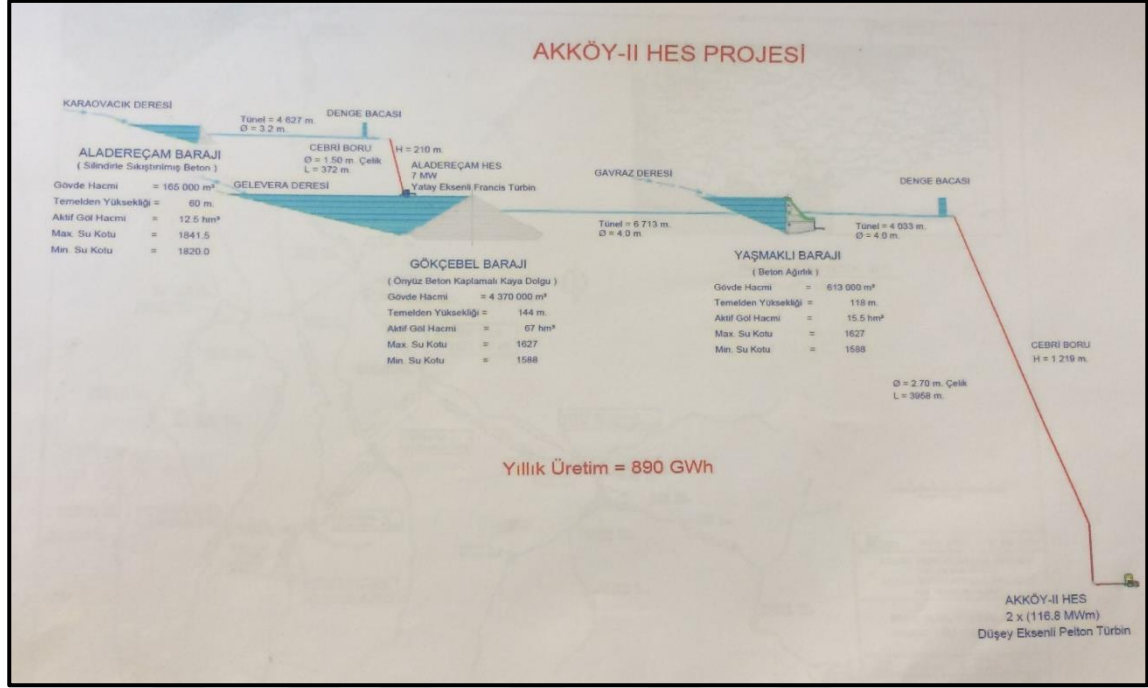 AKKÖY-II HES PROJESİ
KARAOVACIK DERESİ
Tünel = 4 627 m.
Ø = 3.2 m.
DENGE BACASI
ALADEREÇAM BARAJI
( Silindirle Sıkıştırılmış Beton )
Gövde Hacmi = 165 000 m³
Temelden Yüksekliği = 60 m.
Aktif Göl Hacmi = 12.5 hm³
Max. Su Kotu = 1841.5
Min. Su Kotu = 1820.0
CEBRİ BORU
Ø = 1.50 m. Çelik
L = 372 m.
H = 210 m.
ALADEREÇAM HES
7 MW
Yatay Eksenli Francis Türbin
GELEVERA DERESİ
GÖKÇEBEL BARAJI
( Önyüz Beton Kaplamalı Kaya Dolgu )
Gövde Hacmi = 4 370 000 m³
Temelden Yüksekliği = 144 m.
Aktif Göl Hacmi = 67 hm³
Max. Su Kotu = 1627
Min. Su Kotu = 1588
GAVRAZ DERESİ
Tünel = 6 713 m.
Ø = 4.0 m.
YAŞMAKLI BARAJI
( Beton Ağırlık )
Gövde Hacmi = 613 000 m³
Temelden Yüksekliği = 118 m.
Aktif Göl Hacmi = 15.5 hm³
Max. Su Kotu = 1627
Min. Su Kotu = 1588
DENGE BACASI
Tünel = 4 033 m.
Ø = 4.0 m.
CEBRİ BORU
H = 1 219 m.
Ø = 2.70 m. Çelik
L = 3958 m.
Yıllık Üretim = 890 GWh
AKKÖY-II HES
2 x (116.8 MWm)
Düşey Eksenli Pelton Türbin